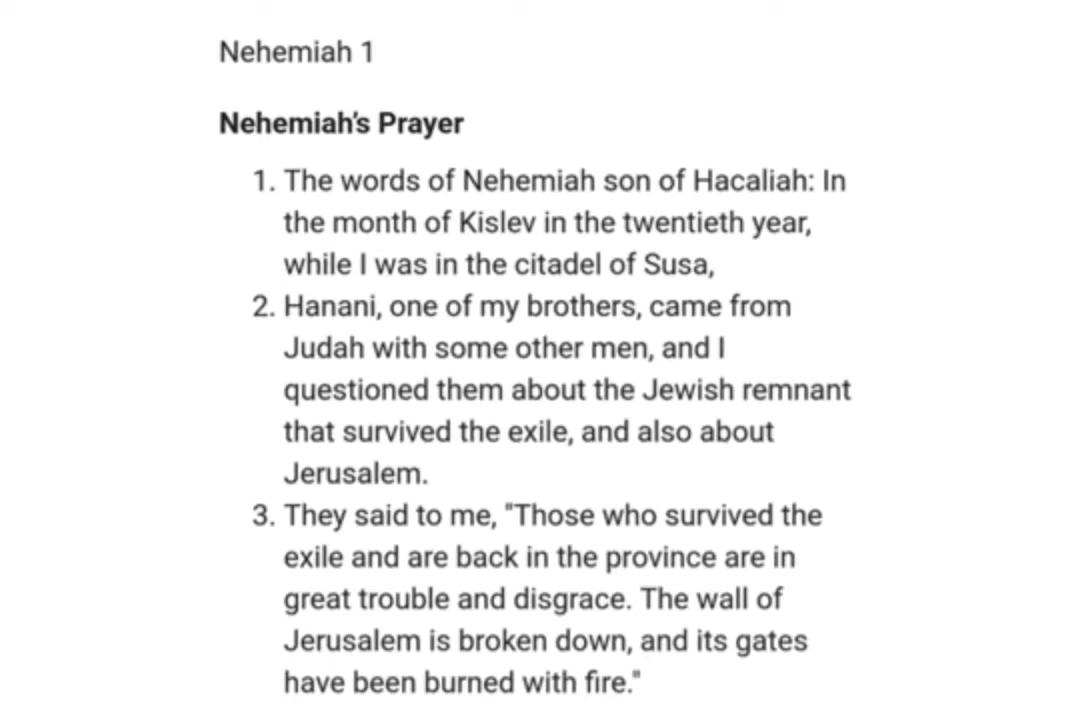 Nehemiah 1
Nehemiah's Prayer
1. The words of Nehemiah son of Hacaliah: In
the month of Kislev in the twentieth year,
while I was in the citadel of Susa,
2. Hanani, one of my brothers, came from
Judah with some other men, and I
questioned them about the Jewish remnant
that survived the exile, and also about
Jerusalem.
3. They said to me, "Those who survived the
exile and are back in the province are in
great trouble and disgrace. The wall of
Jerusalem is broken down, and its gates
have been burned with fire."